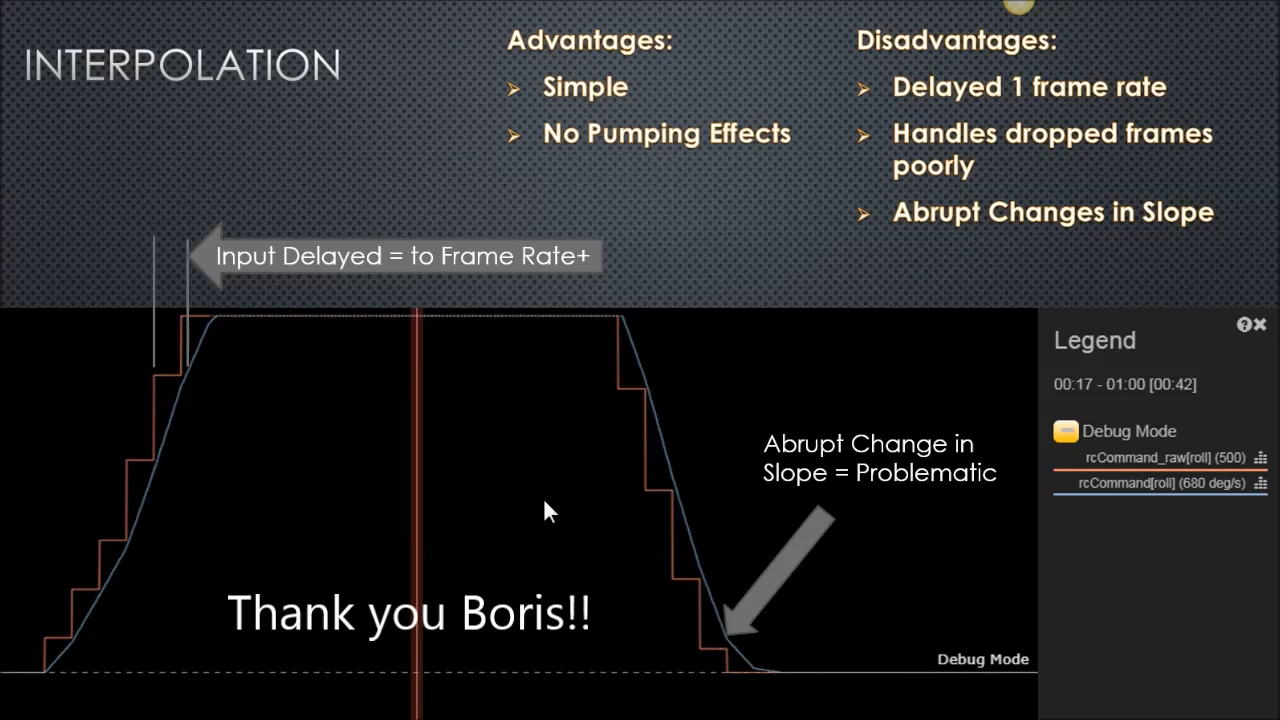 INTERPOLATION
Advantages:
Simple
No Pumping Effects
Disadvantages:
Delayed 1 frame rate
Handles dropped frames
poorly
Abrupt Changes in Slope
Input Delayed = to Frame Rate+
Abrupt Change in
Slope = Problematic
Thank you Boris!!
Debug Mode
Legend
00:17 - 01:00 [00:42]
Debug Mode
rcCommand_raw[roll] (500)
rcCommand[roll] (680 deg/s)